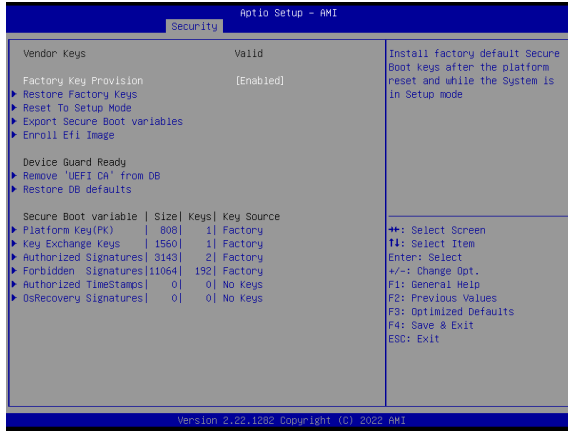 Aptio Setup – AMI
Security
Vendor Keys Valid
Factory Key Provision [Enabled]
Restore Factory Keys
Reset To Setup Mode
Export Secure Boot variables
Enroll Efi Image
Device Guard Ready
Remove 'UEFI CA' from DB
Restore DB defaults
Secure Boot variable | Size| Keys| Key Source
Platform Key(PK) | 808| 1| Factory
Key Exchange Keys | 1560| 1| Factory
Authorized Signatures| 3143| 2| Factory
Forbidden Signatures|11064| 192| Factory
Authorized TimeStamps| 0| 0| No Keys
OsRecovery Signatures| 0| 0| No Keys
Install factory default Secure
Boot keys after the platform
reset and while the System is
in Setup mode
→←: Select Screen
↑↓: Select Item
Enter: Select
+/-: Change Opt.
F1: General Help
F2: Previous Values
F3: Optimized Defaults
F4: Save & Exit
ESC: Exit
Version 2.22.1282 Copyright (C) 2022 AMI